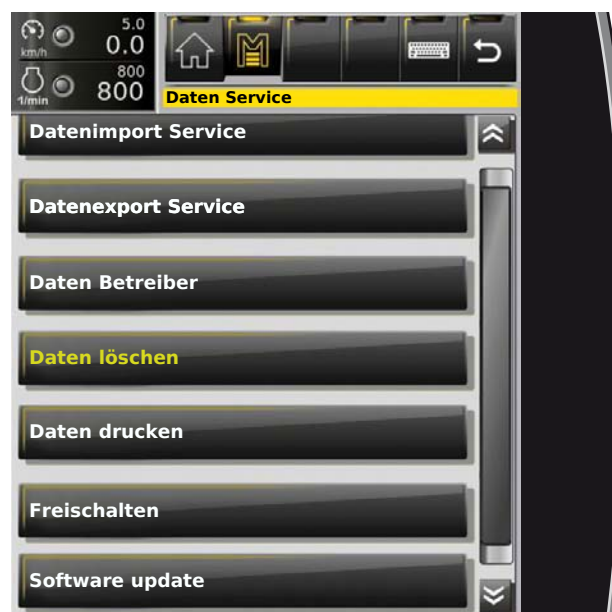 5.0
km/h 0.0
800
1/min 800
Daten Service
Datenimport Service
Datenexport Service
Daten Betreiber
Daten löschen
Daten drucken
Freischalten
Software update